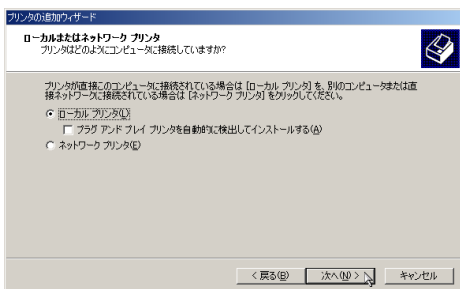 プリンタの追加ウィザード
ローカルまたはネットワーク プリンタ
プリンタはどのようにコンピュータに接続していますか?
プリンタが直接このコンピュータに接続されている場合は [ローカル プリンタ] を、別のコンピュータまたは直
接ネットワークに接続されている場合は [ネットワーク プリンタ] をクリックしてください。
ローカル プリンタ(L)
プラグ アンド プレイ プリンタを自動的に検出してインストールする(A)
ネットワーク プリンタ(E)
< 戻る(B)
次へ(N) >
キャンセル